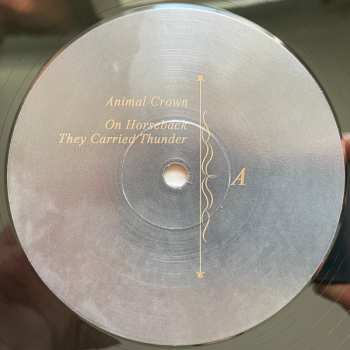 Animal Crown
On Horseback
They Carried Thunder
A